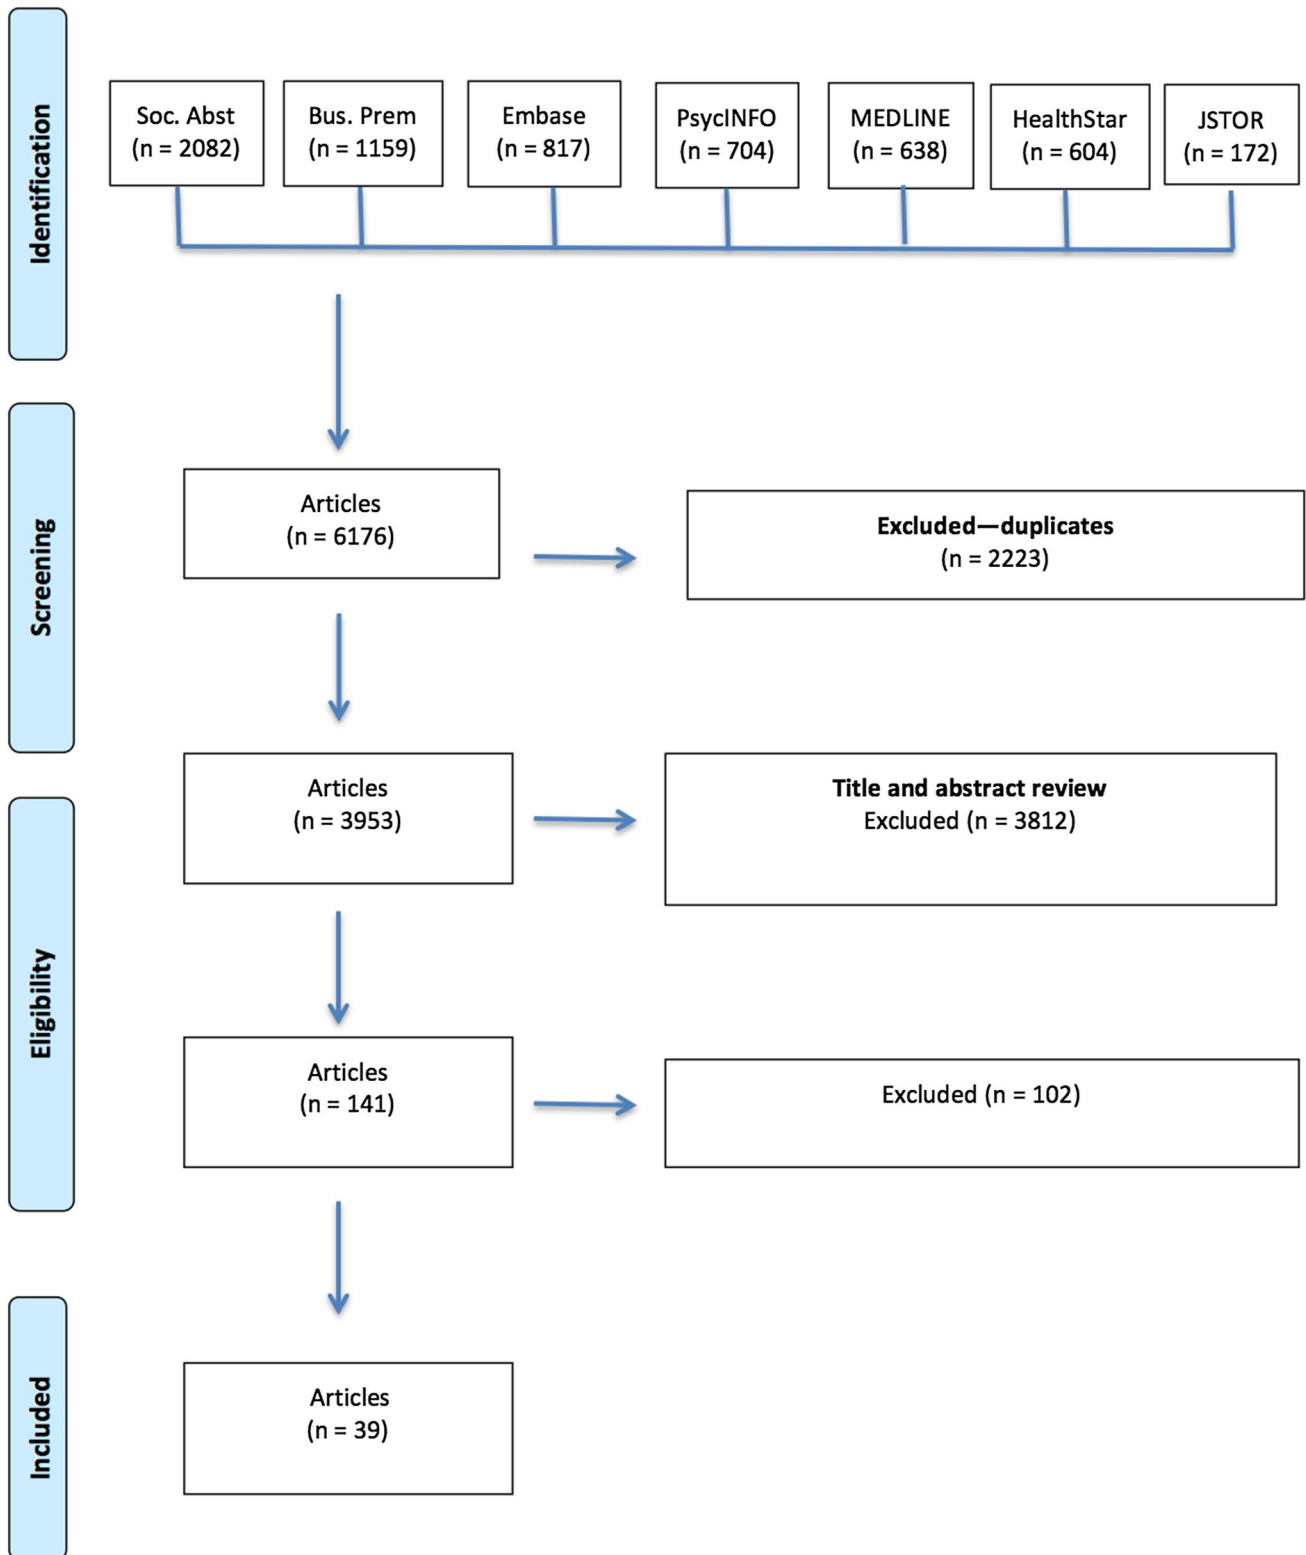 Identification
Soc. Abst
(n = 2082)
Bus. Prem
(n = 1159)
Embase
(n = 817)
PsycINFO
(n = 704)
MEDLINE
(n = 638)
HealthStar
(n = 604)
JSTOR
(n = 172)
Screening
Articles
(n = 6176)
Excluded—duplicates
(n = 2223)
Articles
(n = 3953)
Title and abstract review
Excluded (n = 3812)
Eligibility
Articles
(n = 141)
Excluded (n = 102)
Included
Articles
(n = 39)